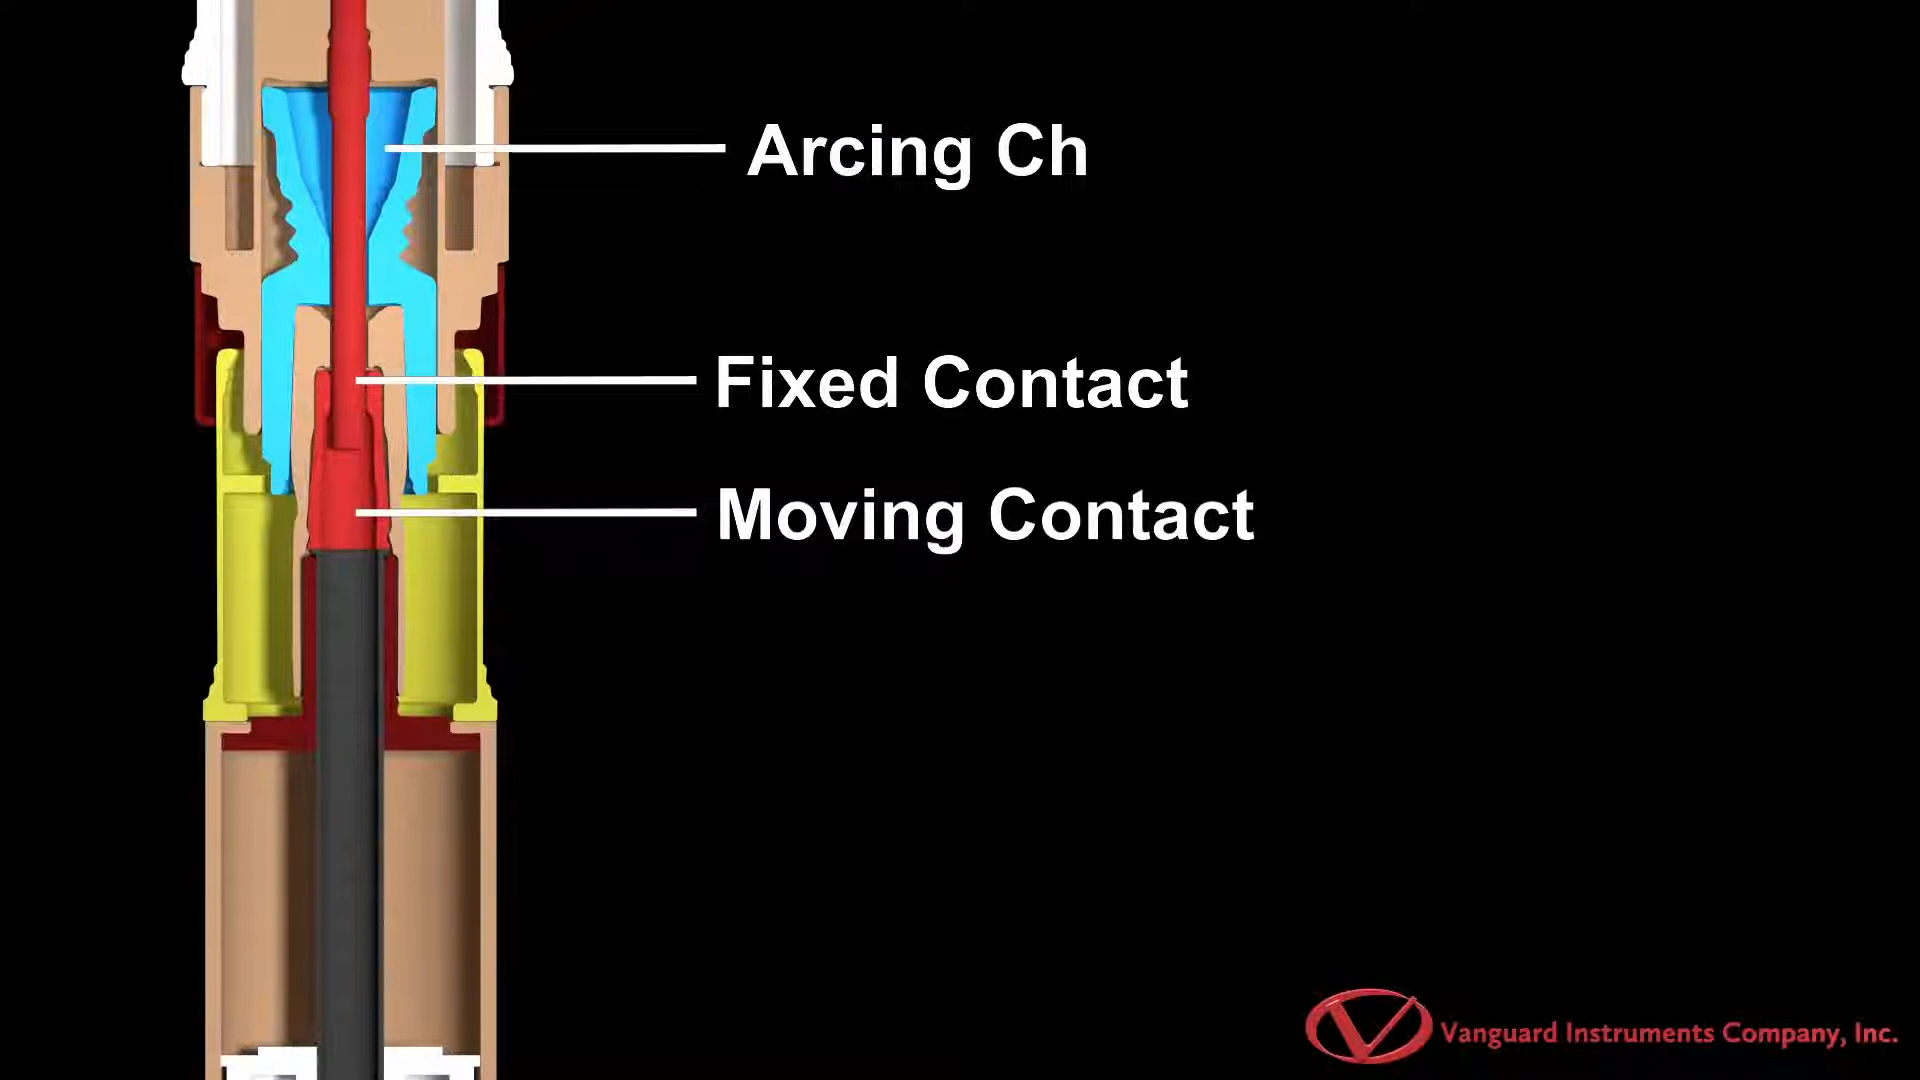 Arcing Ch
Fixed Contact
Moving Contact
Vanguard Instruments Company, Inc.